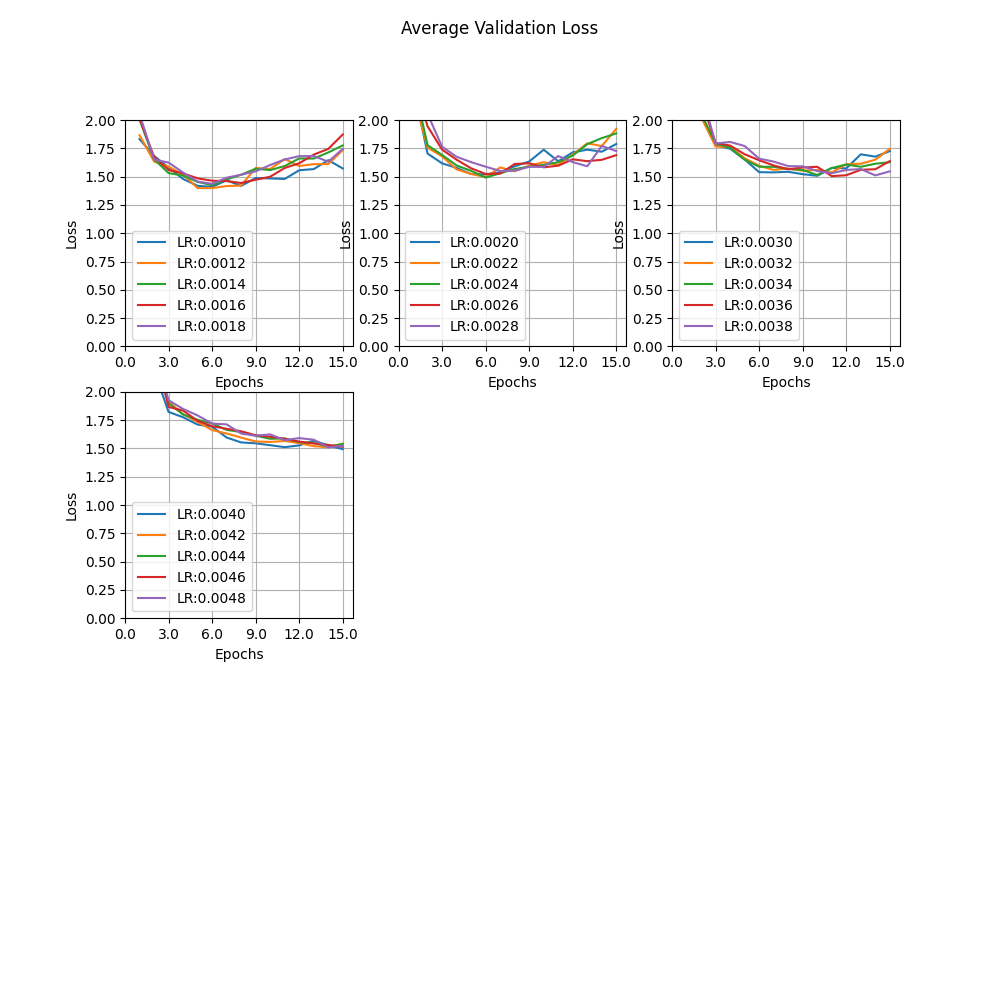 Average Validation Loss
2.00
1.75
1.50
1.25
1.00
0.75
0.50
0.25
0.00
Loss
LR:0.0010
LR:0.0012
LR:0.0014
LR:0.0016
LR:0.0018
0.0 3.0 6.0 9.0 12.0 15.0
Epochs
2.00
1.75
1.50
1.25
1.00
0.75
0.50
0.25
0.00
Loss
LR:0.0020
LR:0.0022
LR:0.0024
LR:0.0026
LR:0.0028
0.0 3.0 6.0 9.0 12.0 15.0
Epochs
2.00
1.75
1.50
1.25
1.00
0.75
0.50
0.25
0.00
Loss
LR:0.0030
LR:0.0032
LR:0.0034
LR:0.0036
LR:0.0038
0.0 3.0 6.0 9.0 12.0 15.0
Epochs
2.00
1.75
1.50
1.25
1.00
0.75
0.50
0.25
0.00
Loss
LR:0.0040
LR:0.0042
LR:0.0044
LR:0.0046
LR:0.0048
0.0 3.0 6.0 9.0 12.0 15.0
Epochs